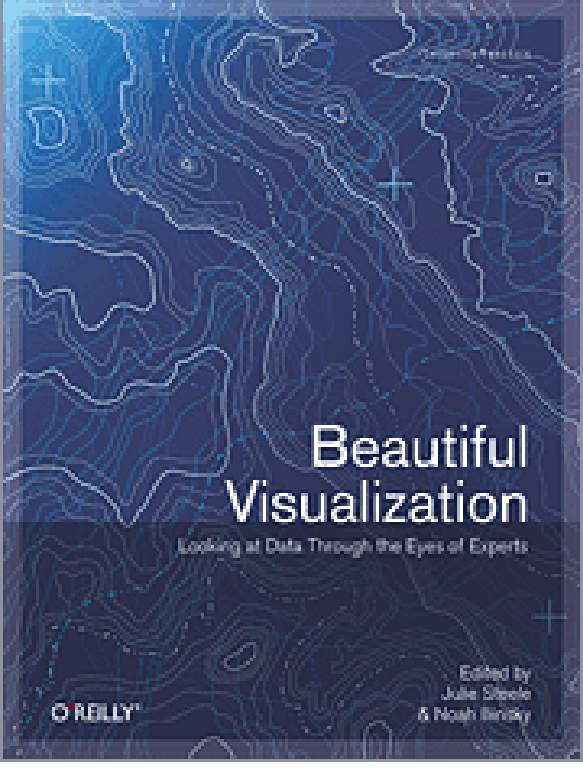 Beautiful
Visualization
Looking at Data Through the Eyes of Experts
Edited by
Julie Steele
& Noah Iliinsky
O'REILLY®